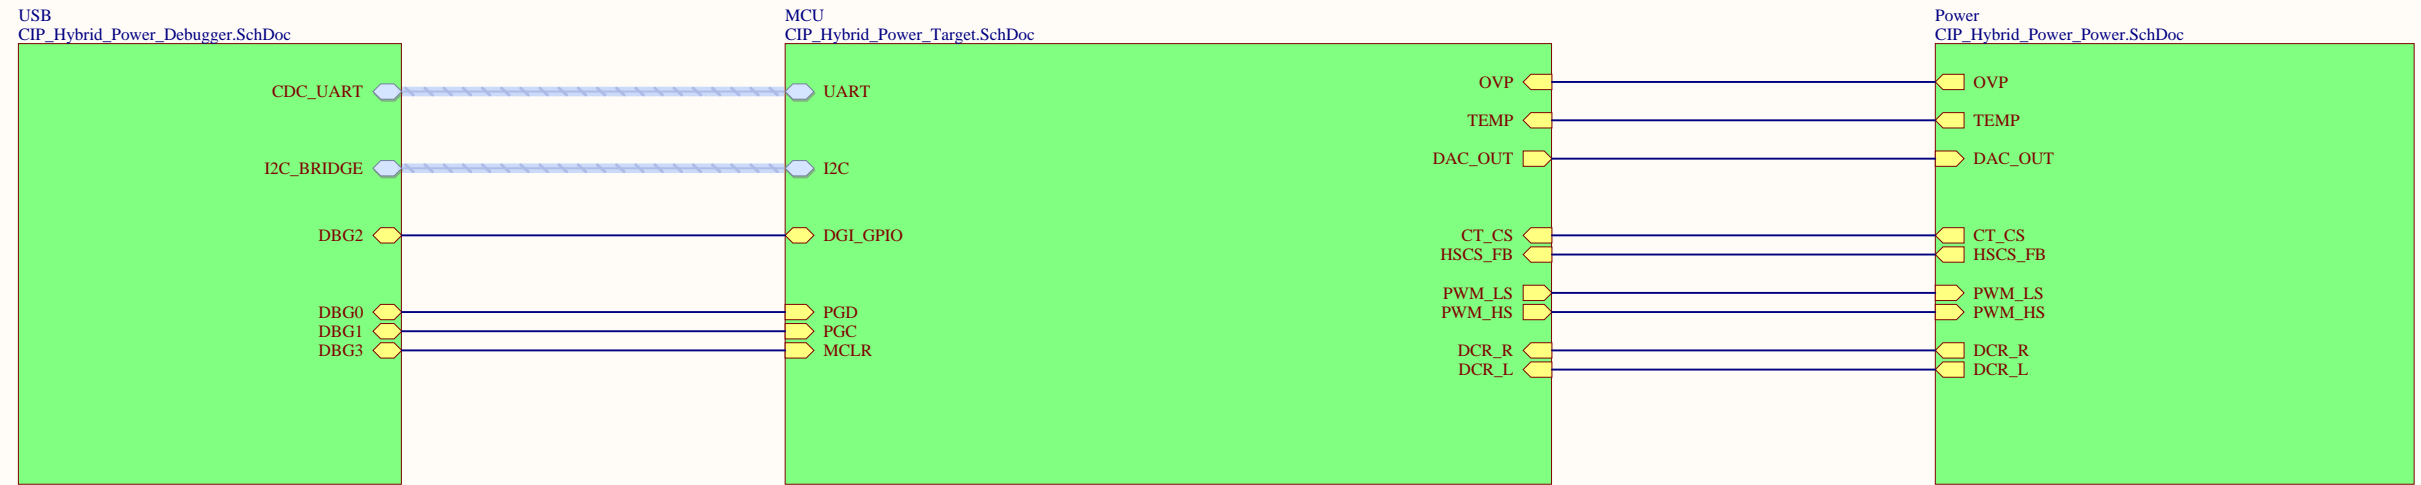 USB
CIP_Hybrid_Power_Debugger.SchDoc
CDC_UART
I2C_BRIDGE
DBG2
DBG0
DBG1
DBG3
MCU
CIP_Hybrid_Power_Target.SchDoc
UART
I2C
DGI_GPIO
PGD
PGC
MCLR
OVP
TEMP
DAC_OUT
CT_CS
HSCS_FB
PWM_LS
PWM_HS
DCR_R
DCR_L
Power
CIP_Hybrid_Power_Power.SchDoc
OVP
TEMP
DAC_OUT
CT_CS
HSCS_FB
PWM_LS
PWM_HS
DCR_R
DCR_L